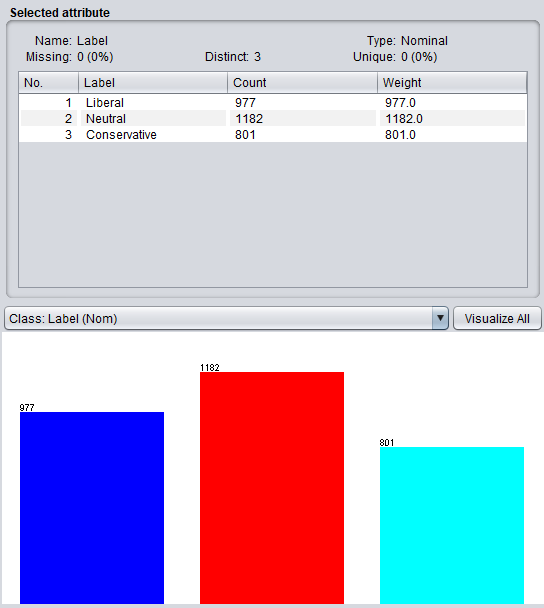 Selected attribute
Name: Label Type: Nominal
Missing: 0 (0%) Distinct: 3 Unique: 0 (0%)
No. Label Count Weight
1 Liberal 977 977.0
2 Neutral 1182 1182.0
3 Conservative 801 801.0
Class: Label (Nom) Visualize All
1182
977
801